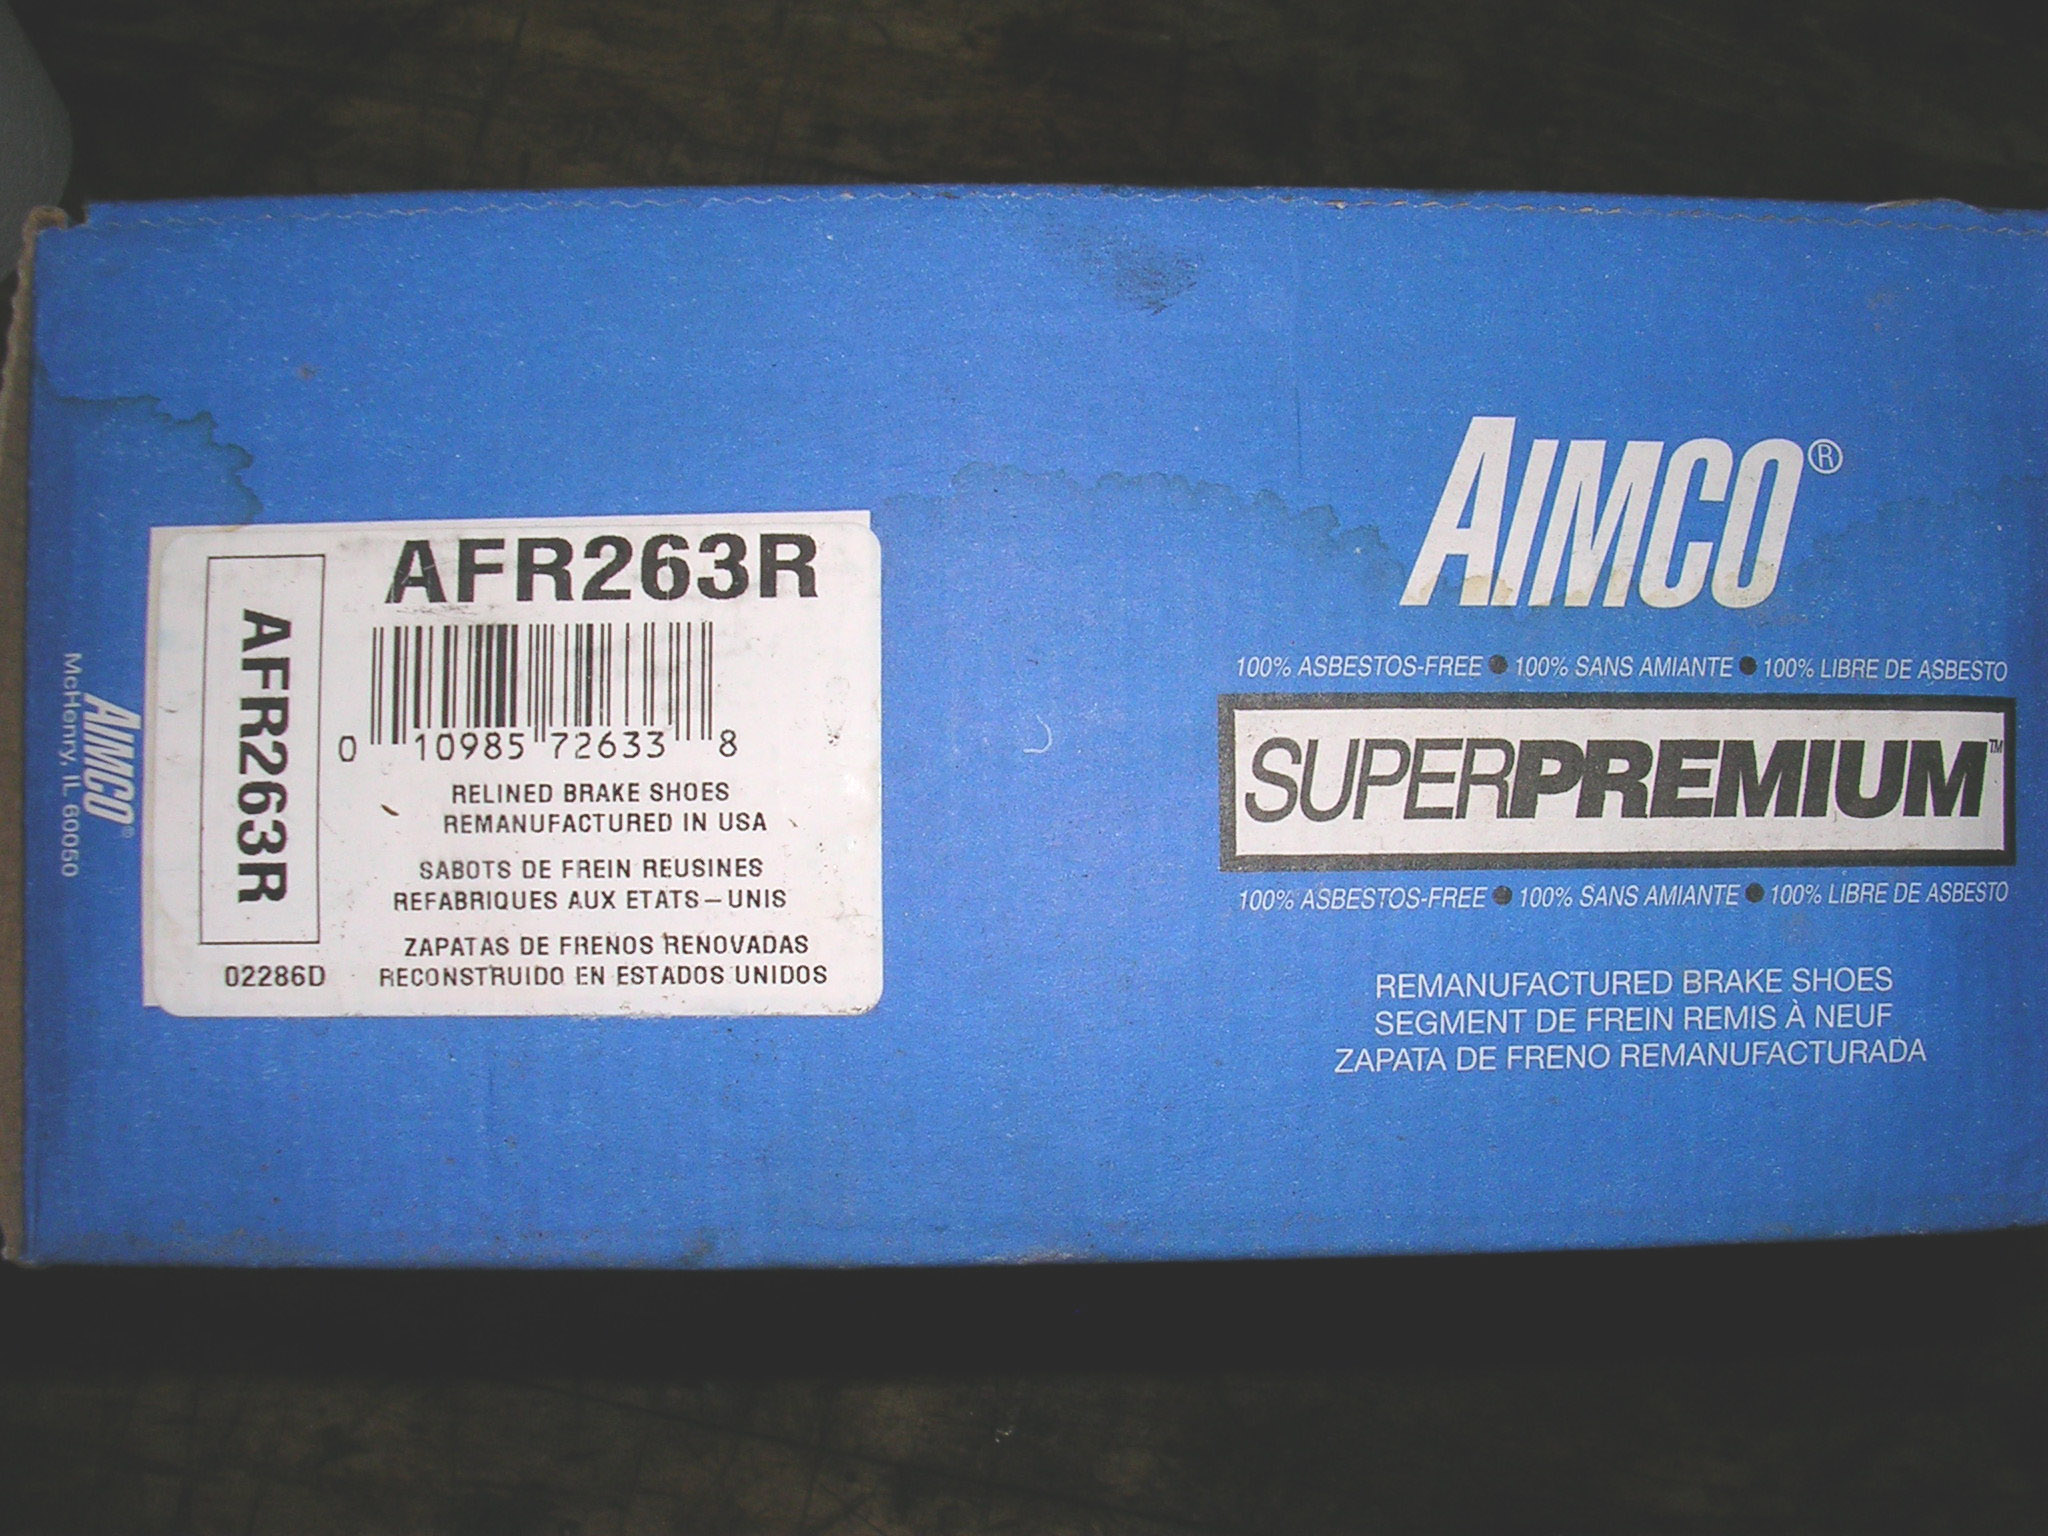 AFR263R
AFR263R
0 10985 72633 8
RELINED BRAKE SHOES
REMANUFACTURED IN USA
SABOTS DE FREIN REUSINES
REFABRIQUES AUX ETATS-UNIS
ZAPATAS DE FRENOS RENOVADAS
RECONSTRUIDO EN ESTADOS UNIDOS
02286D
AIMCO®
McHenry, IL 60050
AIMCO®
100% ASBESTOS-FREE ● 100% SANS AMIANTE ● 100% LIBRE DE ASBESTO
SUPERPREMIUM™
100% ASBESTOS-FREE ● 100% SANS AMIANTE ● 100% LIBRE DE ASBESTO
REMANUFACTURED BRAKE SHOES
SEGMENT DE FREIN REMIS À NEUF
ZAPATA DE FRENO REMANUFACTURADA